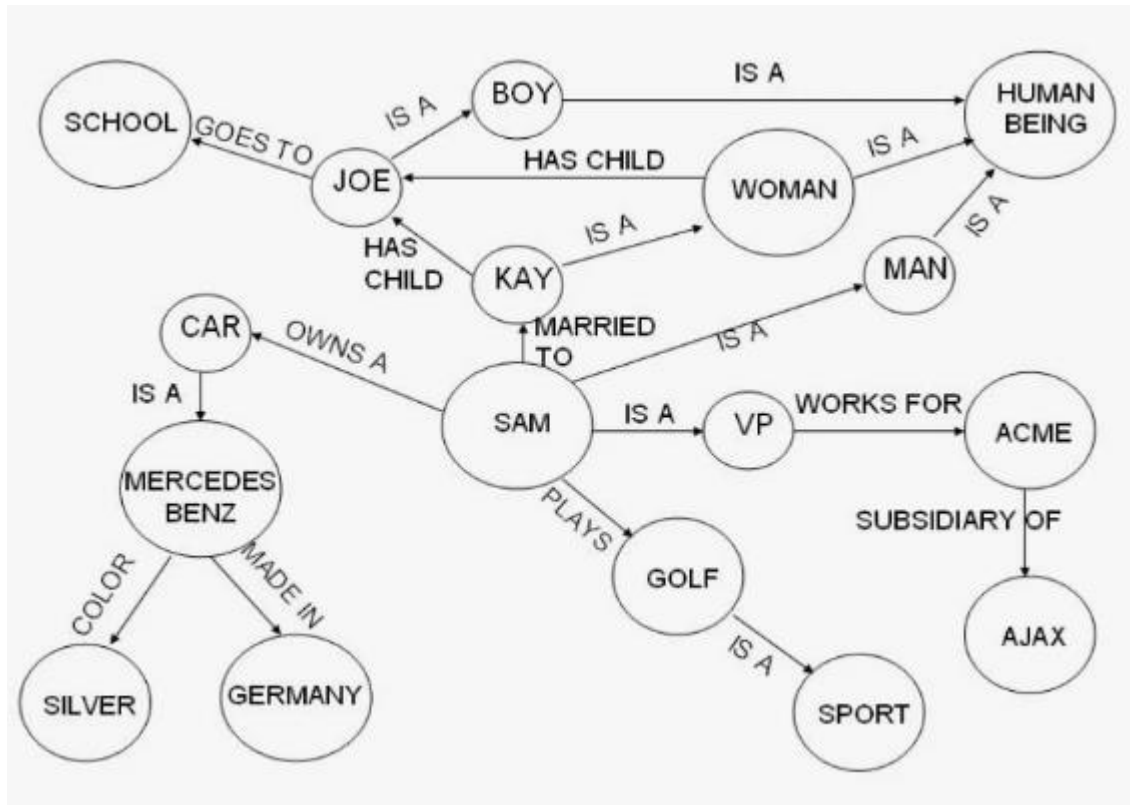 SCHOOL
GOES TO
JOE
IS A
BOY
IS A
HUMAN
BEING
HAS CHILD
WOMAN
IS A
HAS
CHILD
KAY
IS A
MAN
IS A
CAR
OWNS A
MARRIED
TO
IS A
IS A
SAM
IS A
VP
WORKS FOR
ACME
MERCEDES
BENZ
PLAYS
SUBSIDIARY OF
COLOR
MADE IN
GOLF
IS A
AJAX
SILVER
GERMANY
SPORT